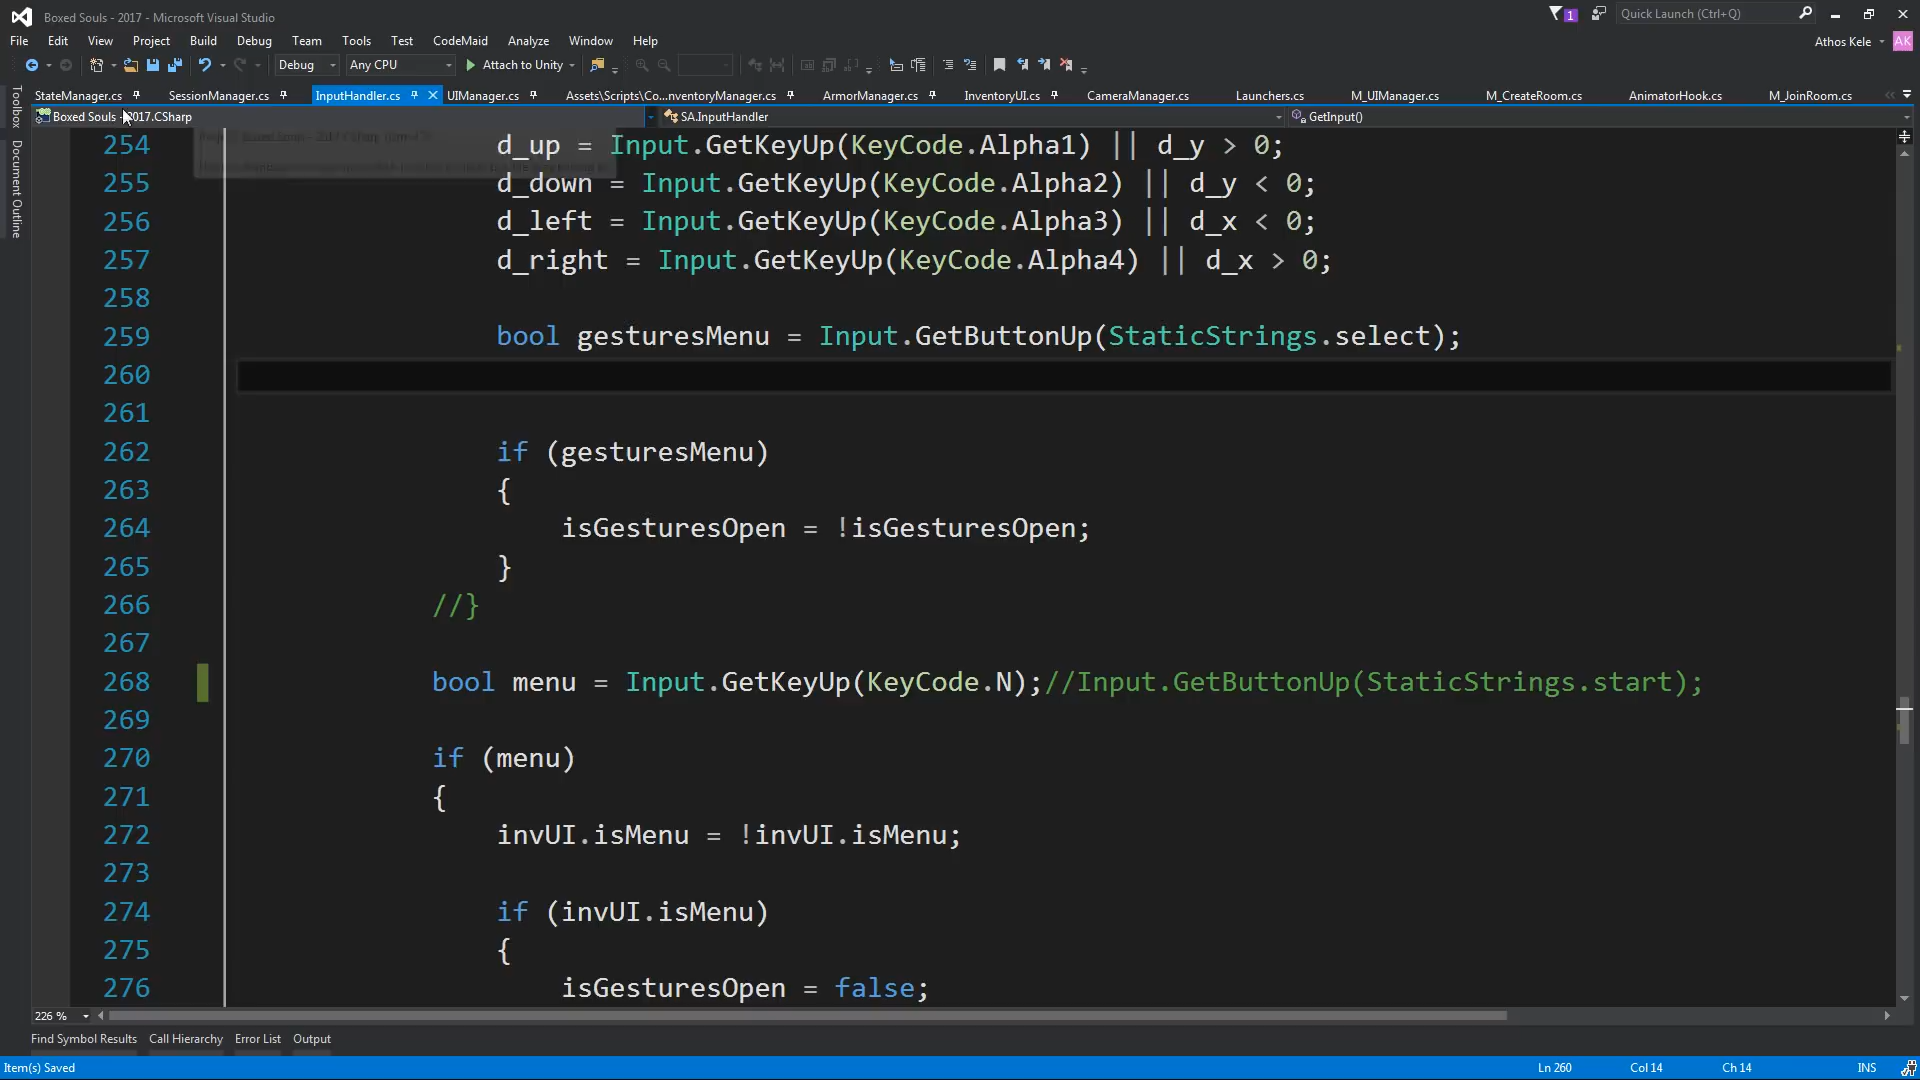 Boxed Souls - 2017 - Microsoft Visual Studio
1
Quick Launch (Ctrl+Q)
File Edit View Project Build Debug Team Tools Test CodeMaid Analyze Window Help
Athos Kele AK
Debug Any CPU Attach to Unity
StateManager.cs SessionManager.cs InputHandler.cs UIManager.cs Assets\Scripts\Co...nventoryManager.cs ArmorManager.cs InventoryUI.cs CameraManager.cs Launchers.cs M_UIManager.cs M_CreateRoom.cs AnimatorHook.cs M_JoinRoom.cs
Boxed Souls - 2017.CSharp SA.InputHandler GetInput()
Toolbox
Document Outline
254 d_up = Input.GetKeyUp(KeyCode.Alpha1) || d_y > 0;
255 d_down = Input.GetKeyUp(KeyCode.Alpha2) || d_y < 0;
256 d_left = Input.GetKeyUp(KeyCode.Alpha3) || d_x < 0;
257 d_right = Input.GetKeyUp(KeyCode.Alpha4) || d_x > 0;
258
259 bool gesturesMenu = Input.GetButtonUp(StaticStrings.select);
260
261
262 if (gesturesMenu)
263 {
264 isGesturesOpen = !isGesturesOpen;
265 }
266 //}
267
268 bool menu = Input.GetKeyUp(KeyCode.N);//Input.GetButtonUp(StaticStrings.start);
269
270 if (menu)
271 {
272 invUI.isMenu = !invUI.isMenu;
273
274 if (invUI.isMenu)
275 {
276 isGesturesOpen = false;
226 %
Find Symbol Results Call Hierarchy Error List Output
Item(s) Saved Ln 260 Col 14 Ch 14 INS